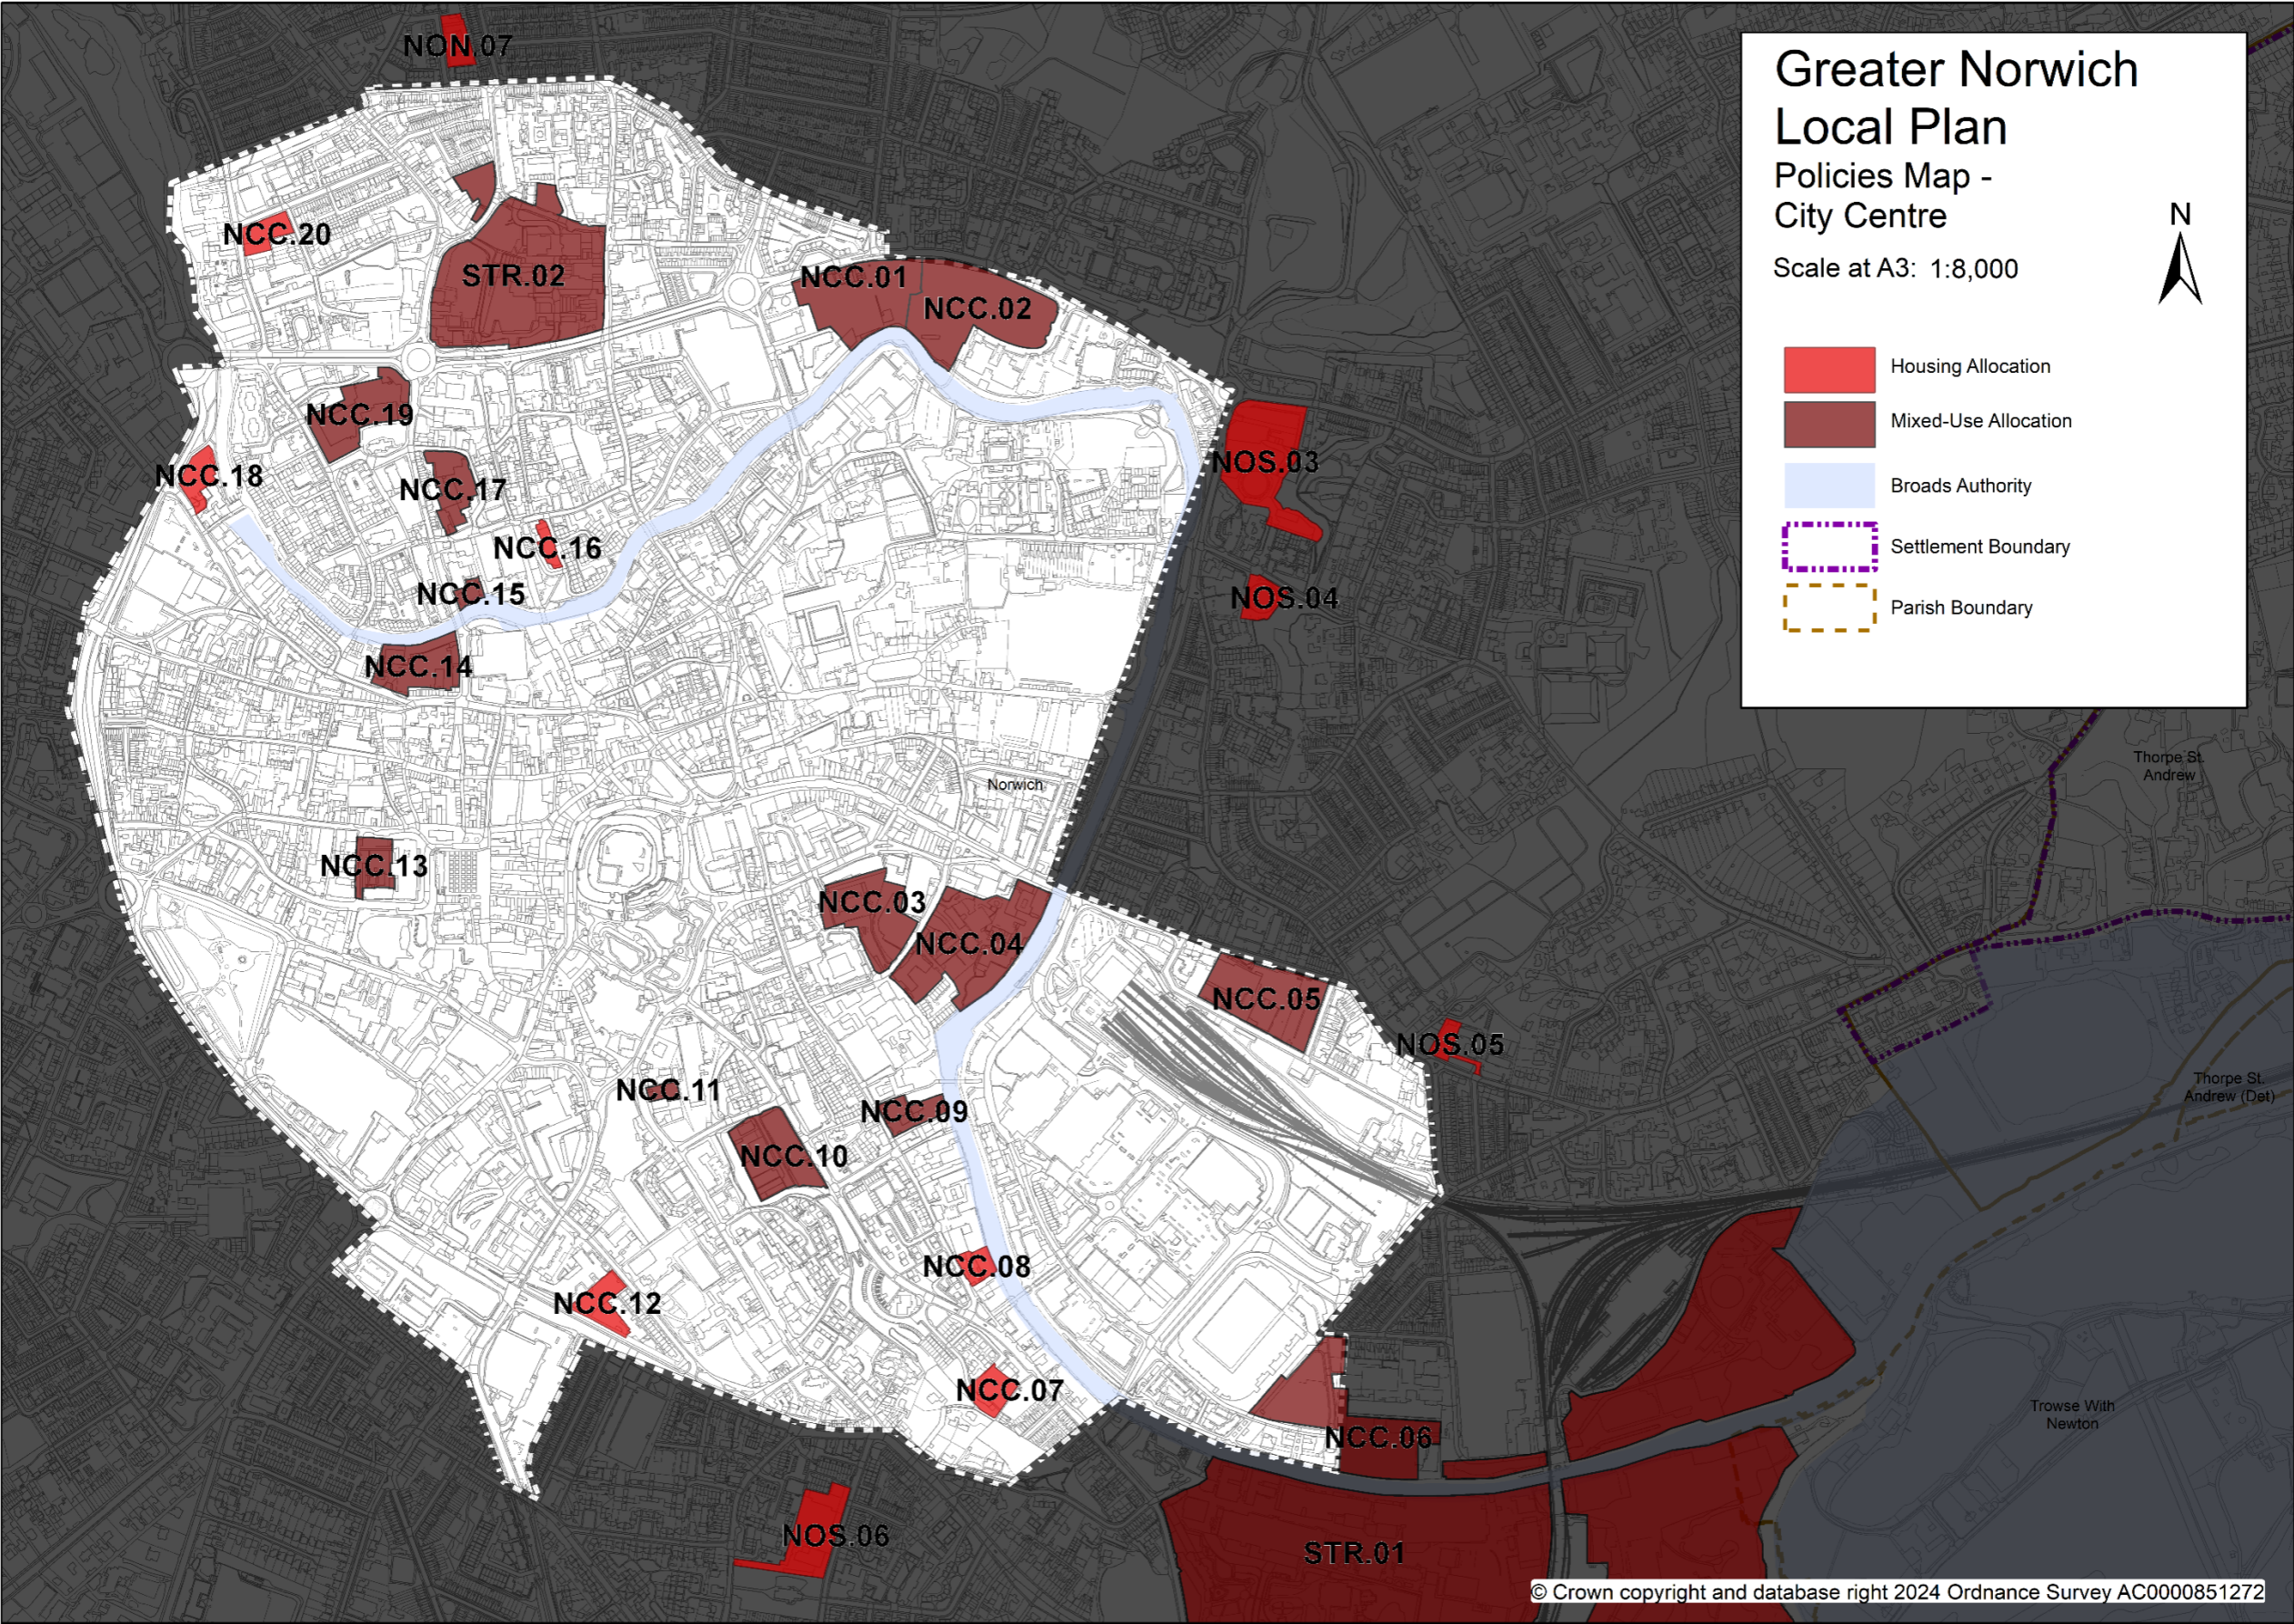 NON.07
Greater Norwich
Local Plan
Policies Map -
City Centre
Scale at A3: 1:8,000
N
Housing Allocation
Mixed-Use Allocation
Broads Authority
Settlement Boundary
Parish Boundary
NCC.20
STR.02
NCC.01
NCC.02
NCC.19
NCC.18
NCC.17
NOS.03
NCC.16
NCC.15
NOS.04
NCC.14
Norwich
Thorpe St.
Andrew
NCC.13
NCC.03
NCC.04
NCC.05
NOS.05
NCC.11
NCC.09
Thorpe St.
Andrew (Det)
NCC.10
NCC.08
NCC.12
NCC.07
NCC.06
Trowse With
Newton
NOS.06
STR.01
© Crown copyright and database right 2024 Ordnance Survey AC0000851272